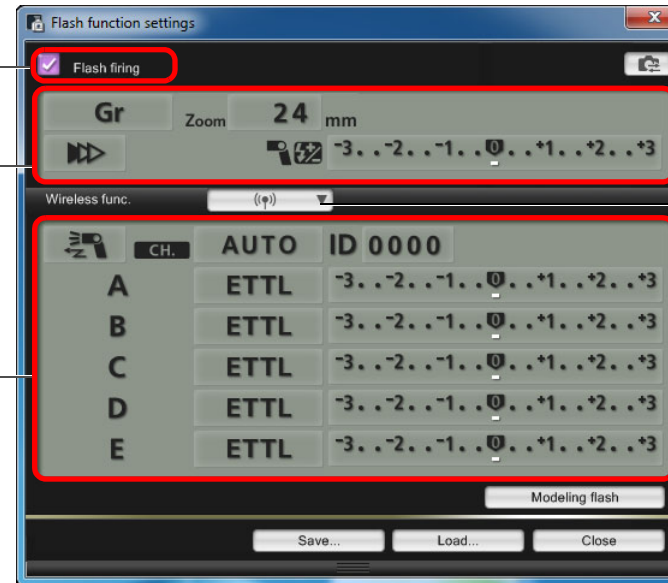 Flash function settings
Flash firing
Gr Zoom 24 mm
-3..-2..-1..0..+1..+2..+3
Wireless func.
CH. AUTO ID 0000
A ETTL -3..-2..-1..0..+1..+2..+3
B ETTL -3..-2..-1..0..+1..+2..+3
C ETTL -3..-2..-1..0..+1..+2..+3
D ETTL -3..-2..-1..0..+1..+2..+3
E ETTL -3..-2..-1..0..+1..+2..+3
Modeling flash
Save... Load... Close